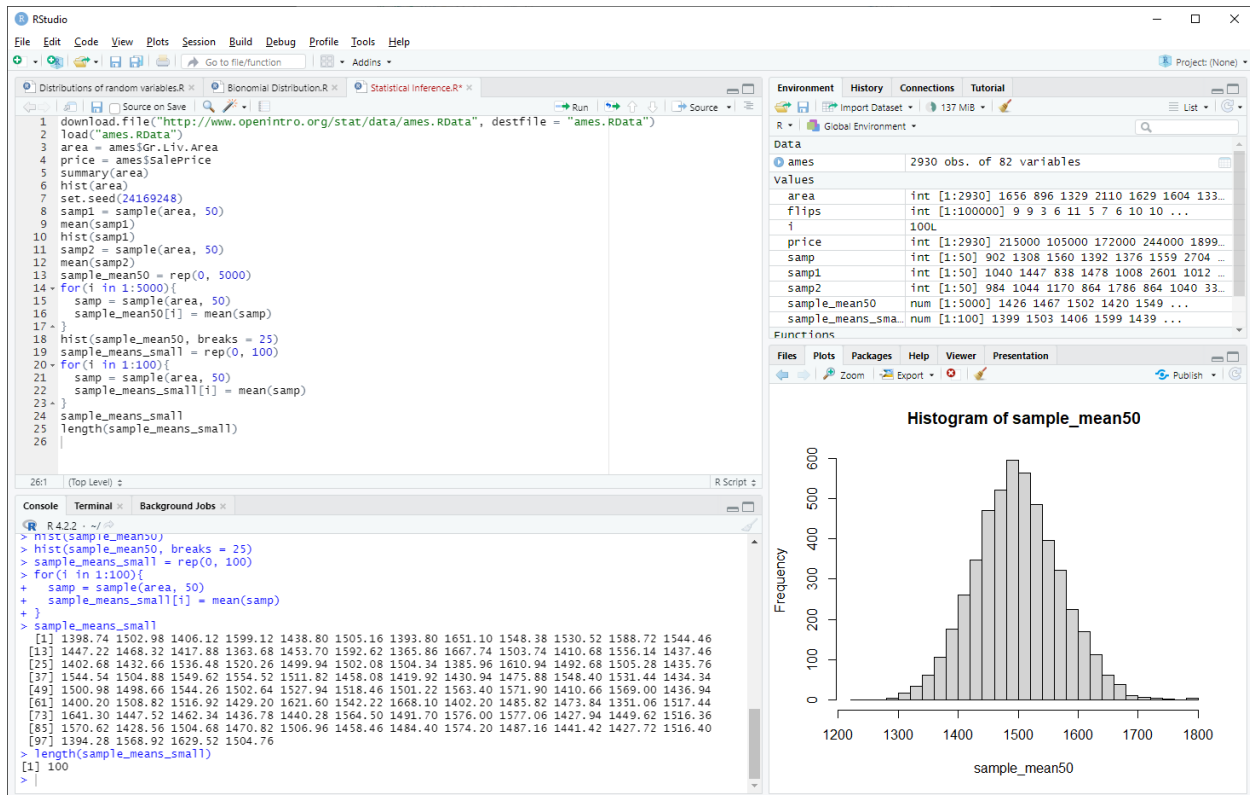 RStudio
File Edit Code View Plots Session Build Debug Profile Tools Help
Go to file/function Addins
Project: (None)
Distributions of random variables.R Bionomial Distribution.R Statistical Inference.R*
Source on Save Run Source
1 download.file("http://www.openintro.org/stat/data/ames.RData", destfile = "ames.RData")
2 load("ames.RData")
3 area = ames$Gr.Liv.Area
4 price = ames$SalePrice
5 summary(area)
6 hist(area)
7 set.seed(24169248)
8 samp1 = sample(area, 50)
9 mean(samp1)
10 hist(samp1)
11 samp2 = sample(area, 50)
12 mean(samp2)
13 sample_mean50 = rep(0, 5000)
14 for(i in 1:5000){
15 samp = sample(area, 50)
16 sample_mean50[i] = mean(samp)
17 }
18 hist(sample_mean50, breaks = 25)
19 sample_means_small = rep(0, 100)
20 for(i in 1:100){
21 samp = sample(area, 50)
22 sample_means_small[i] = mean(samp)
23 }
24 sample_means_small
25 length(sample_means_small)
26
26:1 (Top Level) R Script
Console Terminal Background Jobs
R 4.2.2 · ~/
> hist(sample_mean50)
> hist(sample_mean50, breaks = 25)
> sample_means_small = rep(0, 100)
> for(i in 1:100){
+ samp = sample(area, 50)
+ sample_means_small[i] = mean(samp)
+ }
> sample_means_small
[1] 1398.74 1502.98 1406.12 1599.12 1438.80 1505.16 1393.80 1651.10 1548.38 1530.52 1588.72 1544.46
[13] 1447.22 1468.32 1417.88 1363.68 1453.70 1592.62 1365.86 1667.74 1503.74 1410.68 1556.14 1437.46
[25] 1402.68 1432.66 1536.48 1520.26 1499.94 1502.08 1504.34 1385.96 1610.94 1492.68 1505.28 1435.76
[37] 1544.54 1504.88 1549.62 1554.52 1511.82 1458.08 1419.92 1430.94 1475.88 1548.40 1531.44 1434.34
[49] 1500.98 1498.66 1544.26 1502.64 1527.94 1518.46 1501.22 1563.40 1571.90 1410.66 1569.00 1436.94
[61] 1400.20 1508.82 1516.92 1429.20 1621.60 1542.22 1668.10 1402.20 1485.82 1473.84 1351.06 1517.44
[73] 1641.30 1447.52 1462.34 1436.78 1440.28 1564.50 1491.70 1576.00 1577.06 1427.94 1449.62 1516.36
[85] 1570.62 1428.56 1504.68 1470.82 1506.96 1458.46 1484.40 1574.20 1487.16 1441.42 1427.72 1516.40
[97] 1394.28 1568.92 1629.52 1504.76
> length(sample_means_small)
[1] 100
>
Environment History Connections Tutorial
Import Dataset 137 MiB List
R Global Environment
Data
ames 2930 obs. of 82 variables
Values
area int [1:2930] 1656 896 1329 2110 1629 1604 133...
flips int [1:100000] 9 9 3 6 11 5 7 6 10 10 ...
i 100L
price int [1:2930] 215000 105000 172000 244000 1899...
samp int [1:50] 902 1308 1560 1392 1376 1559 2704 ...
samp1 int [1:50] 1040 1447 838 1478 1008 2601 1012 ...
samp2 int [1:50] 984 1044 1170 864 1786 864 1040 33...
sample_mean50 num [1:5000] 1426 1467 1502 1420 1549 ...
sample_means_sma... num [1:100] 1399 1503 1406 1599 1439 ...
Functions
Files Plots Packages Help Viewer Presentation
Zoom Export Publish
Histogram of sample_mean50
Frequency
600
500
400
300
200
100
0
1200 1300 1400 1500 1600 1700 1800
sample_mean50